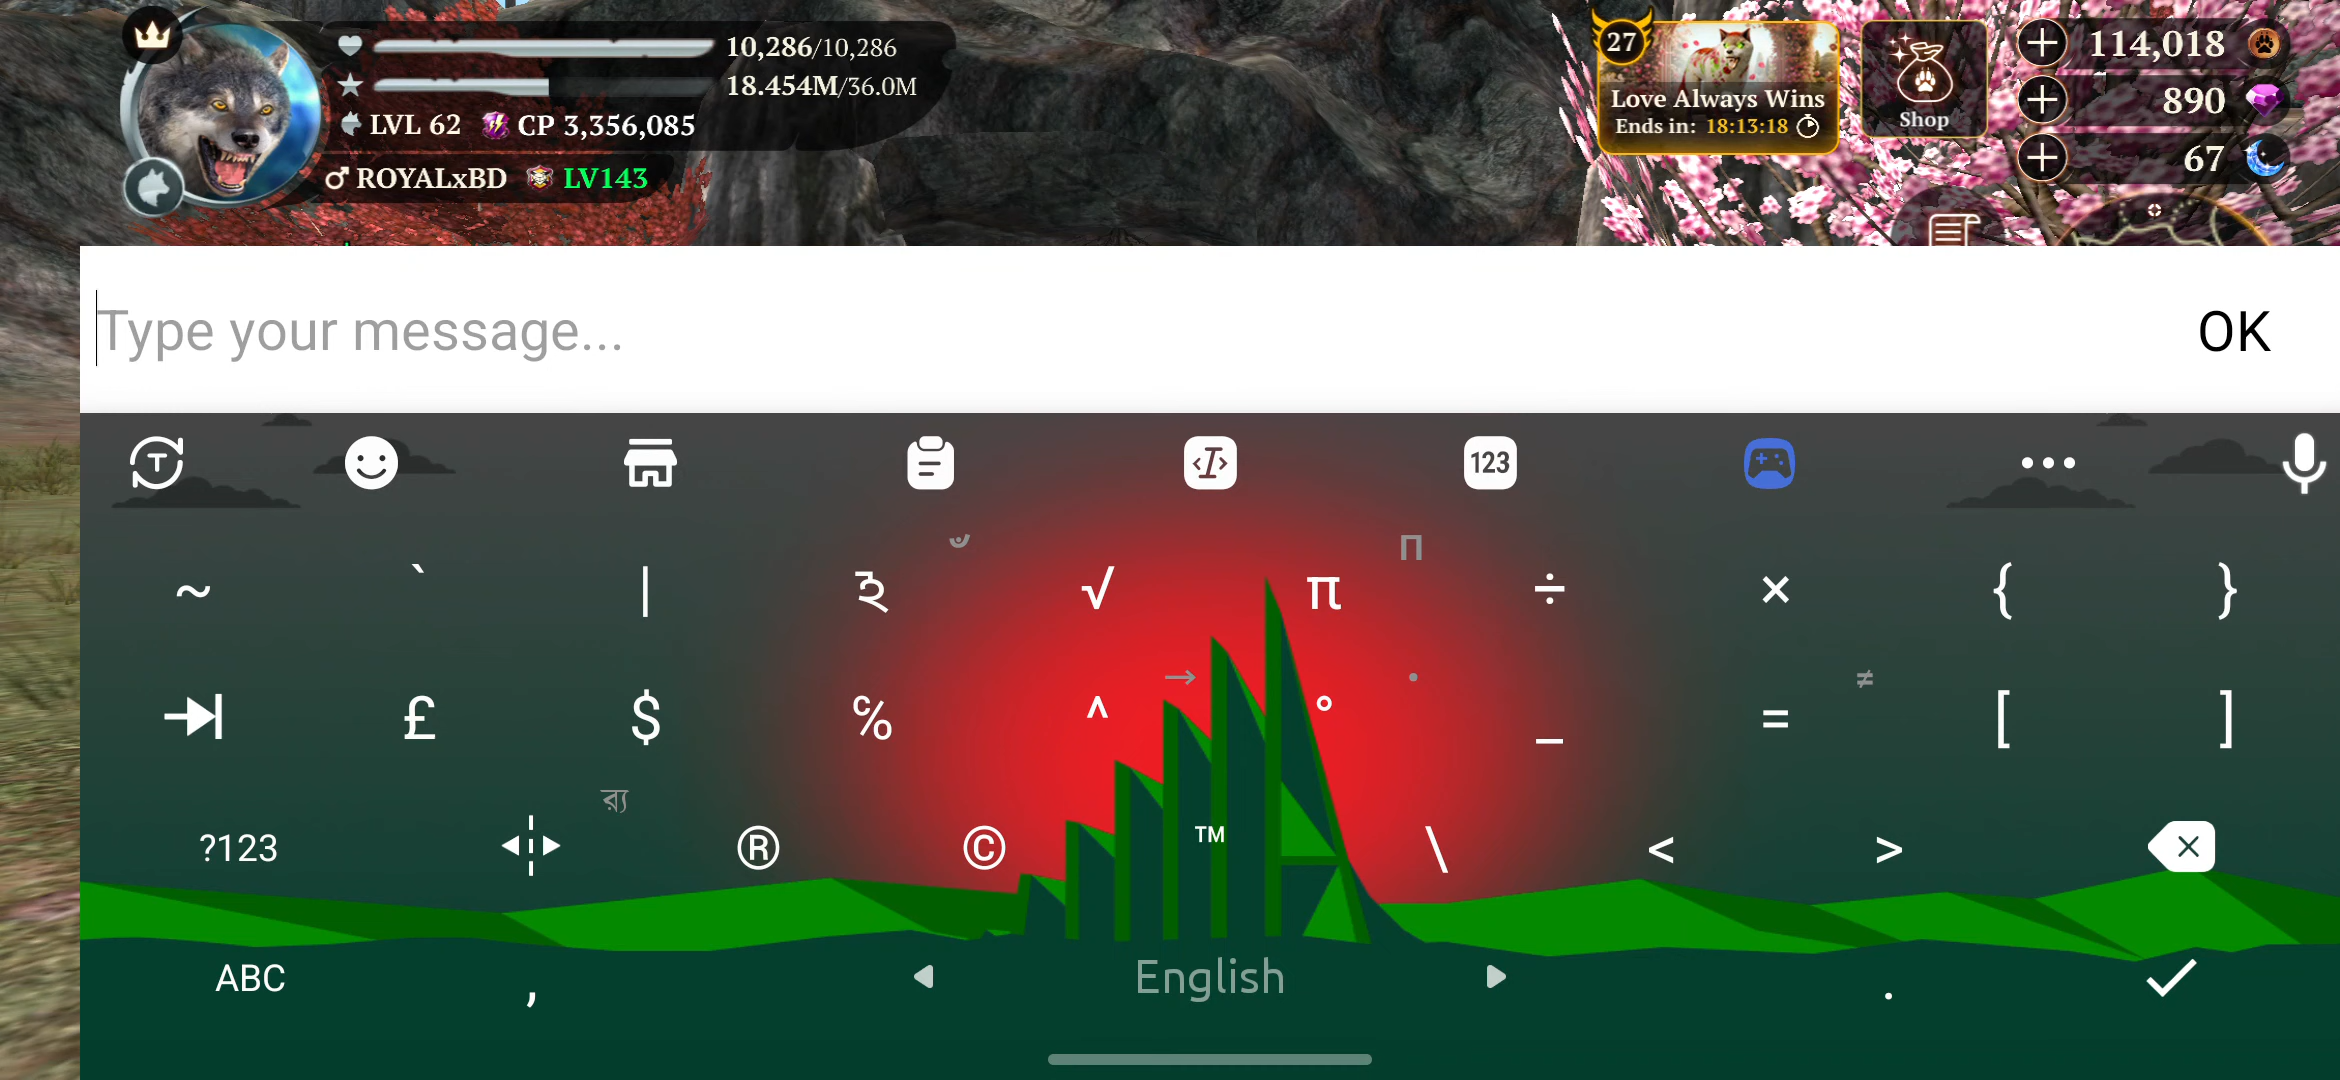 10,286/10,286
18.454M/36.0M
LVL 62 CP 3,356,085
♂ ROYALxBD LV143
27
Love Always Wins
Ends in: 18:13:18
Shop
114,018
890
67
Type your message...
OK
T 123
~ ` | ২ ঁ √ π Π ÷ × { }
£ $ ℅ ^ → ° · _ = ≠ [ ]
?123 র‍্য ® © ™ \ < >
ABC , English .